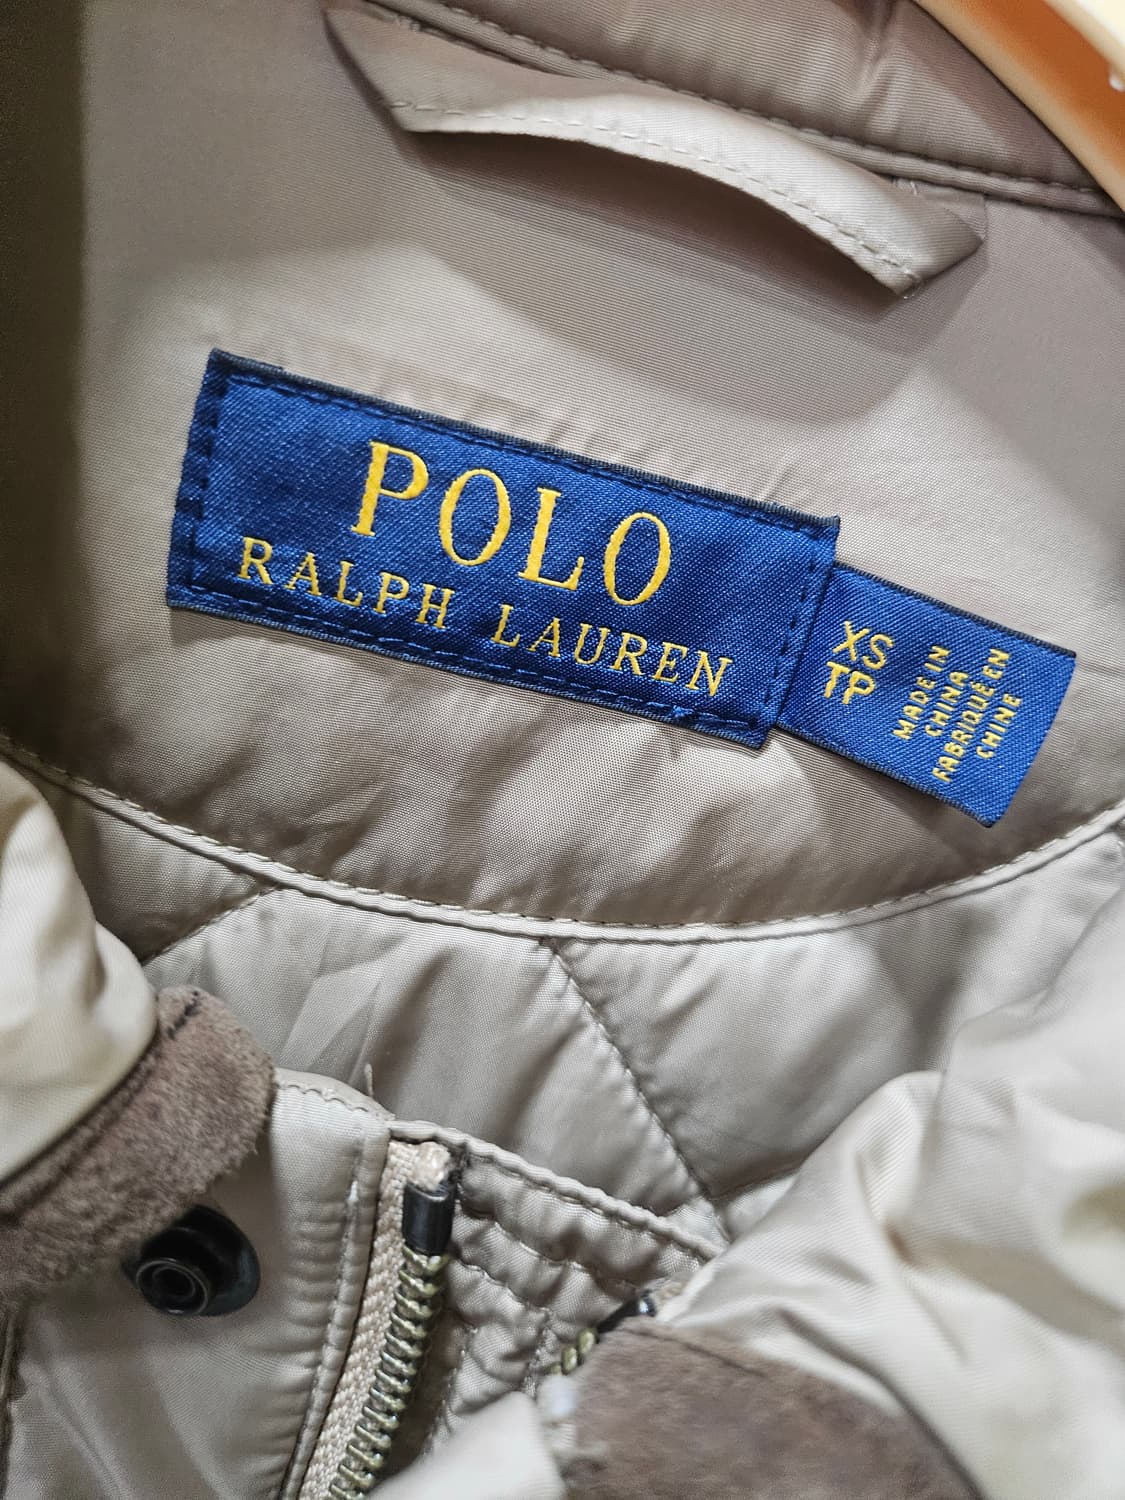 POLO
RALPH LAUREN
XS
TP
MADE IN
CHINA
FABRIQUÉ EN
CHINE